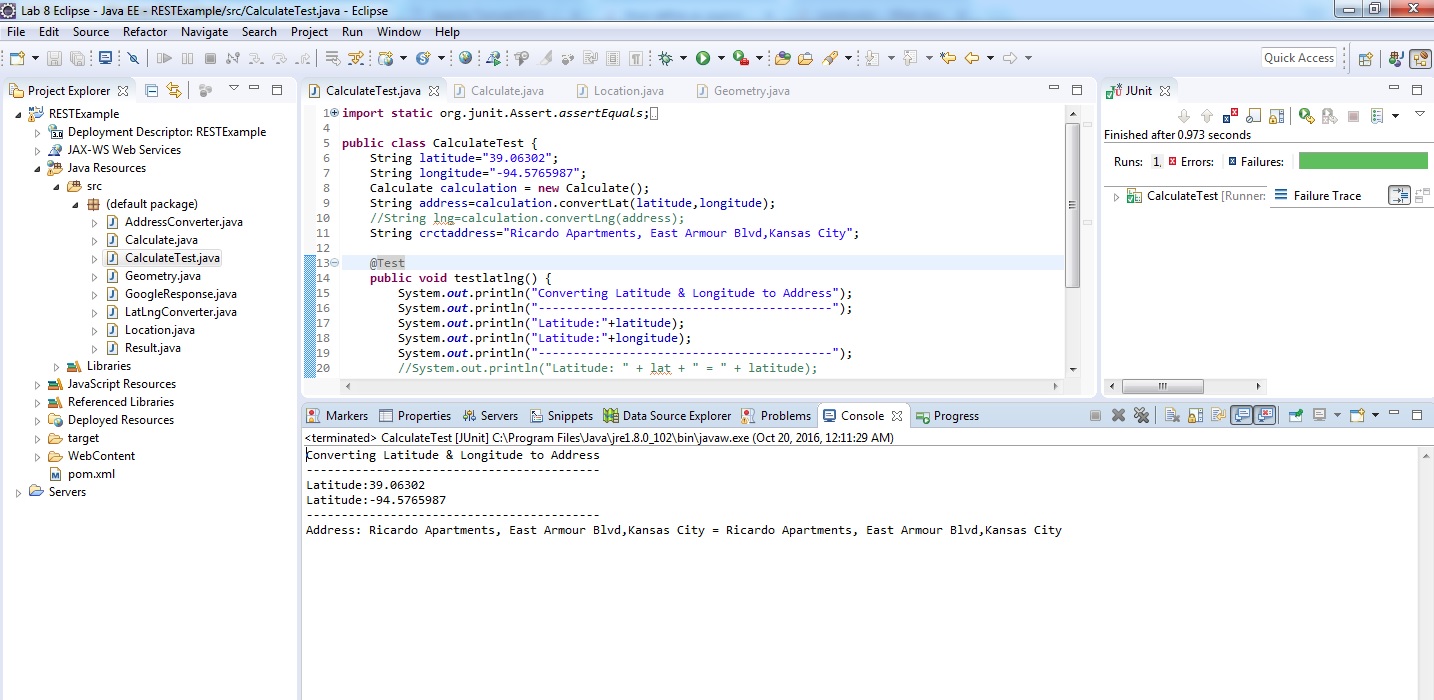 Lab 8 Eclipse - Java EE - RESTExample/src/CalculateTest.java - Eclipse
File Edit Source Refactor Navigate Search Project Run Window Help
Quick Access
Project Explorer
RESTExample
Deployment Descriptor: RESTExample
JAX-WS Web Services
Java Resources
src
(default package)
AddressConverter.java
Calculate.java
CalculateTest.java
Geometry.java
GoogleResponse.java
LatLngConverter.java
Location.java
Result.java
Libraries
JavaScript Resources
Referenced Libraries
Deployed Resources
target
WebContent
pom.xml
Servers
CalculateTest.java Calculate.java Location.java Geometry.java
1 import static org.junit.Assert.assertEquals;
4
5 public class CalculateTest {
6 String latitude="39.06302";
7 String longitude="-94.5765987";
8 Calculate calculation = new Calculate();
9 String address=calculation.convertLat(latitude,longitude);
10 //String lng=calculation.convertLng(address);
11 String crctaddress="Ricardo Apartments, East Armour Blvd,Kansas City";
12
13 @Test
14 public void testlatlng() {
15 System.out.println("Converting Latitude & Longitude to Address");
16 System.out.println("------------------------------------------");
17 System.out.println("Latitude:"+latitude);
18 System.out.println("Latitude:"+longitude);
19 System.out.println("------------------------------------------");
20 //System.out.println("Latitude: " + lat + " = " + latitude);
JUnit
Finished after 0.973 seconds
Runs: 1, Errors: Failures:
CalculateTest [Runner: Failure Trace
Markers Properties Servers Snippets Data Source Explorer Problems Console Progress
<terminated> CalculateTest [JUnit] C:\Program Files\Java\jre1.8.0_102\bin\javaw.exe (Oct 20, 2016, 12:11:29 AM)
Converting Latitude & Longitude to Address
------------------------------------------
Latitude:39.06302
Latitude:-94.5765987
------------------------------------------
Address: Ricardo Apartments, East Armour Blvd,Kansas City = Ricardo Apartments, East Armour Blvd,Kansas City